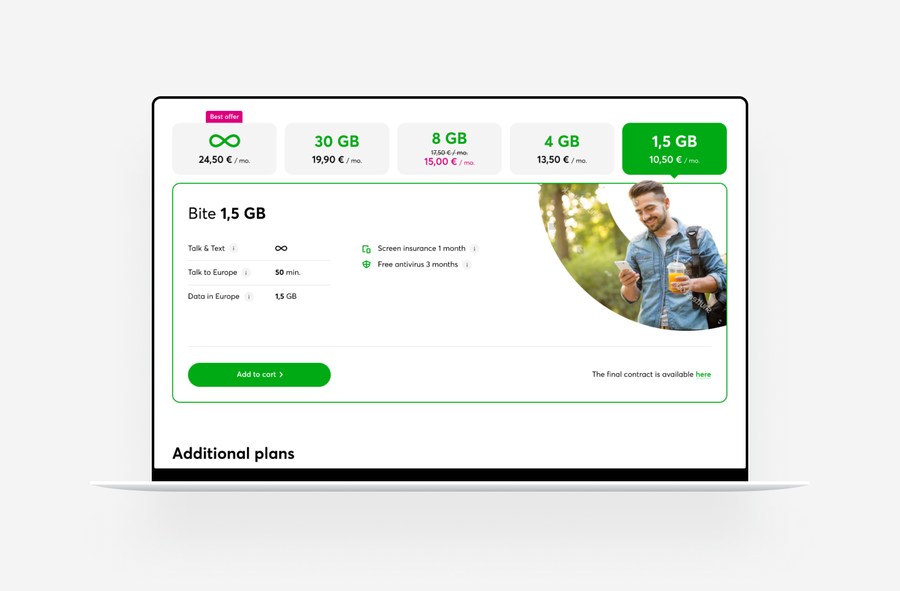 Best offer
24,50 € / mo.
30 GB
19,90 € / mo.
8 GB
17,50 € / mo.
15,00 € / mo.
4 GB
13,50 € / mo.
1,5 GB
10,50 € / mo.
Bite 1,5 GB
Talk & Text i
Talk to Europe i 50 min.
Data in Europe i 1,5 GB
Screen insurance 1 month i
Free antivirus 3 months i
Add to cart
The final contract is available here
Additional plans